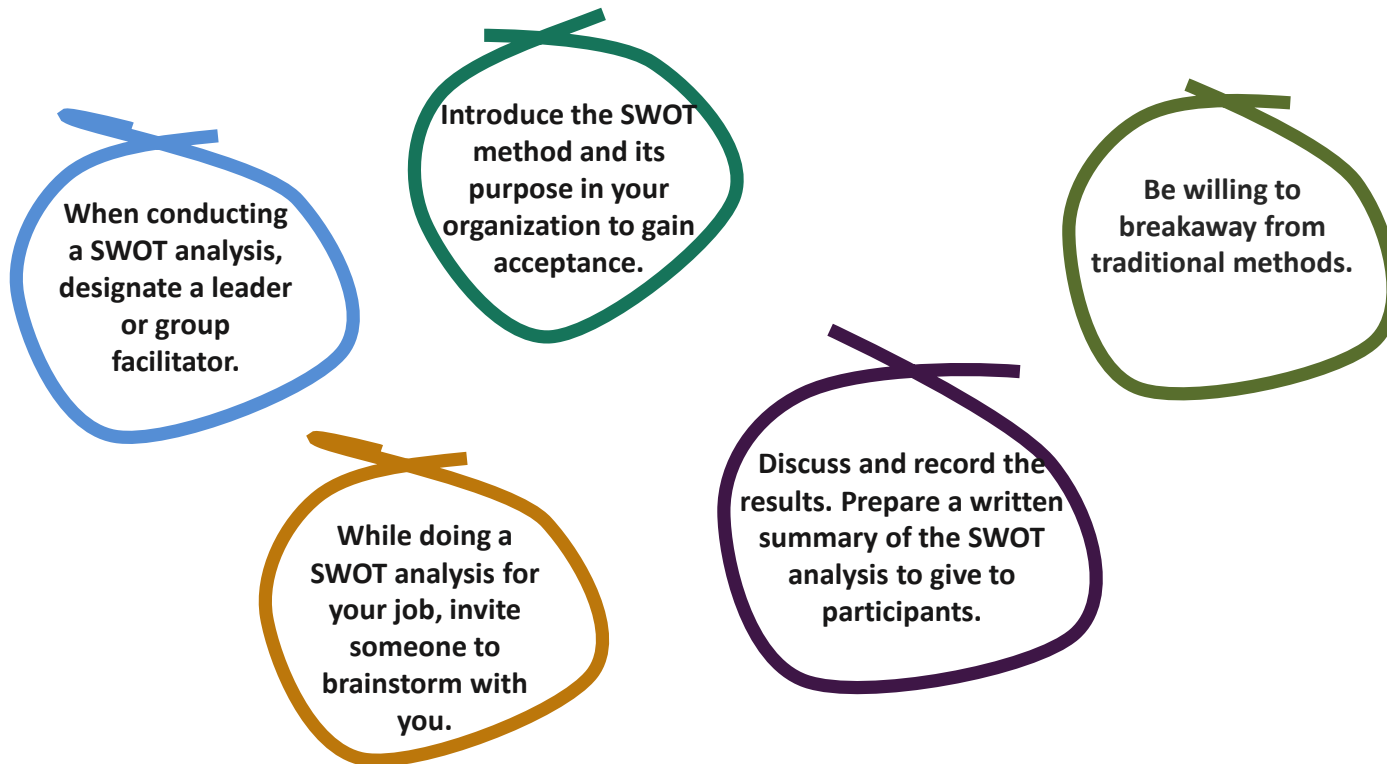 When conducting
a SWOT analysis,
designate a leader
or group
facilitator.
Introduce the SWOT
method and its
purpose in your
organization to gain
acceptance.
Be willing to
breakaway from
traditional methods.
While doing a
SWOT analysis for
your job, invite
someone to
brainstorm with
you.
Discuss and record the
results. Prepare a written
summary of the SWOT
analysis to give to
participants.